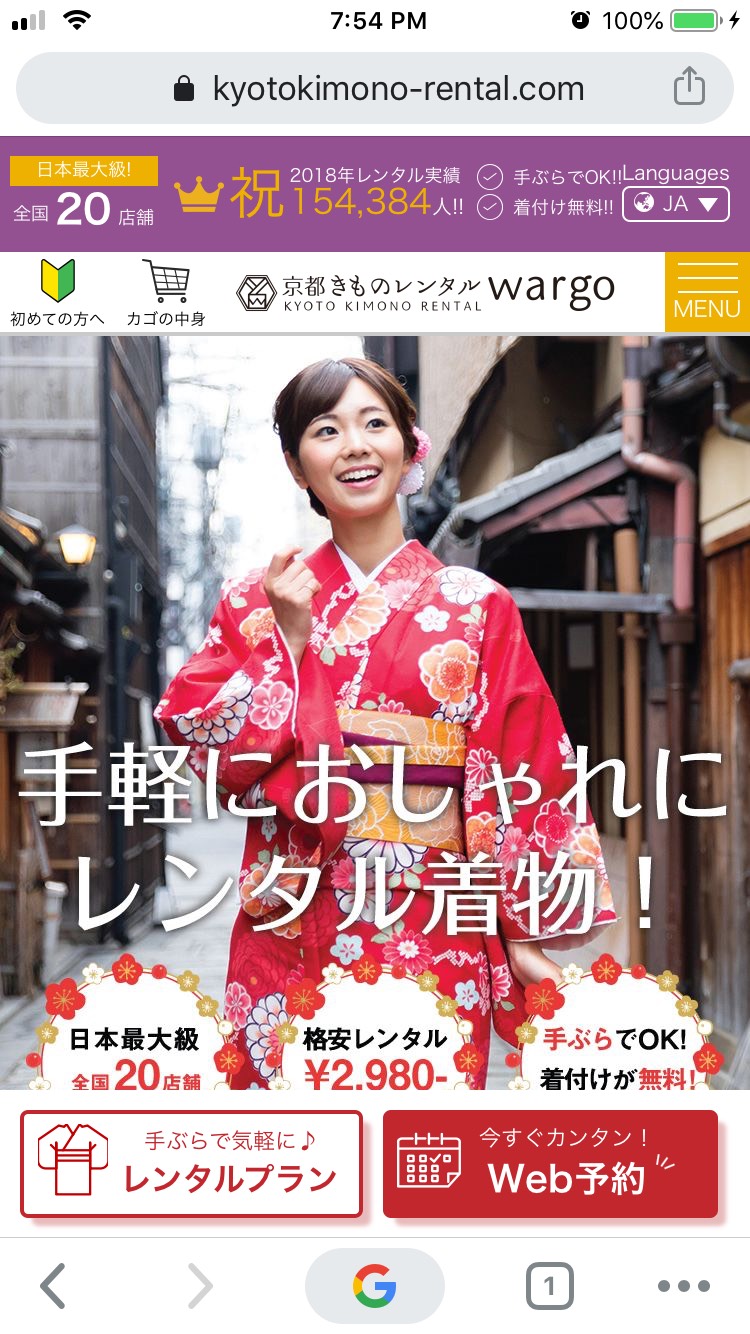 7:54 PM
100%
kyotokimono-rental.com
日本最大級!
全国 20 店舗
祝
2018年レンタル実績
154,384人!!
手ぶらでOK!!
着付け無料!!
Languages
JA
初めての方へ
カゴの中身
京都きものレンタル
KYOTO KIMONO RENTAL
wargo
MENU
手軽におしゃれに
レンタル着物！
日本最大級
全国20店舗
格安レンタル
¥2,980-
手ぶらでOK!
着付けが無料!
手ぶらで気軽に♪
レンタルプラン
今すぐカンタン！
Web予約
1